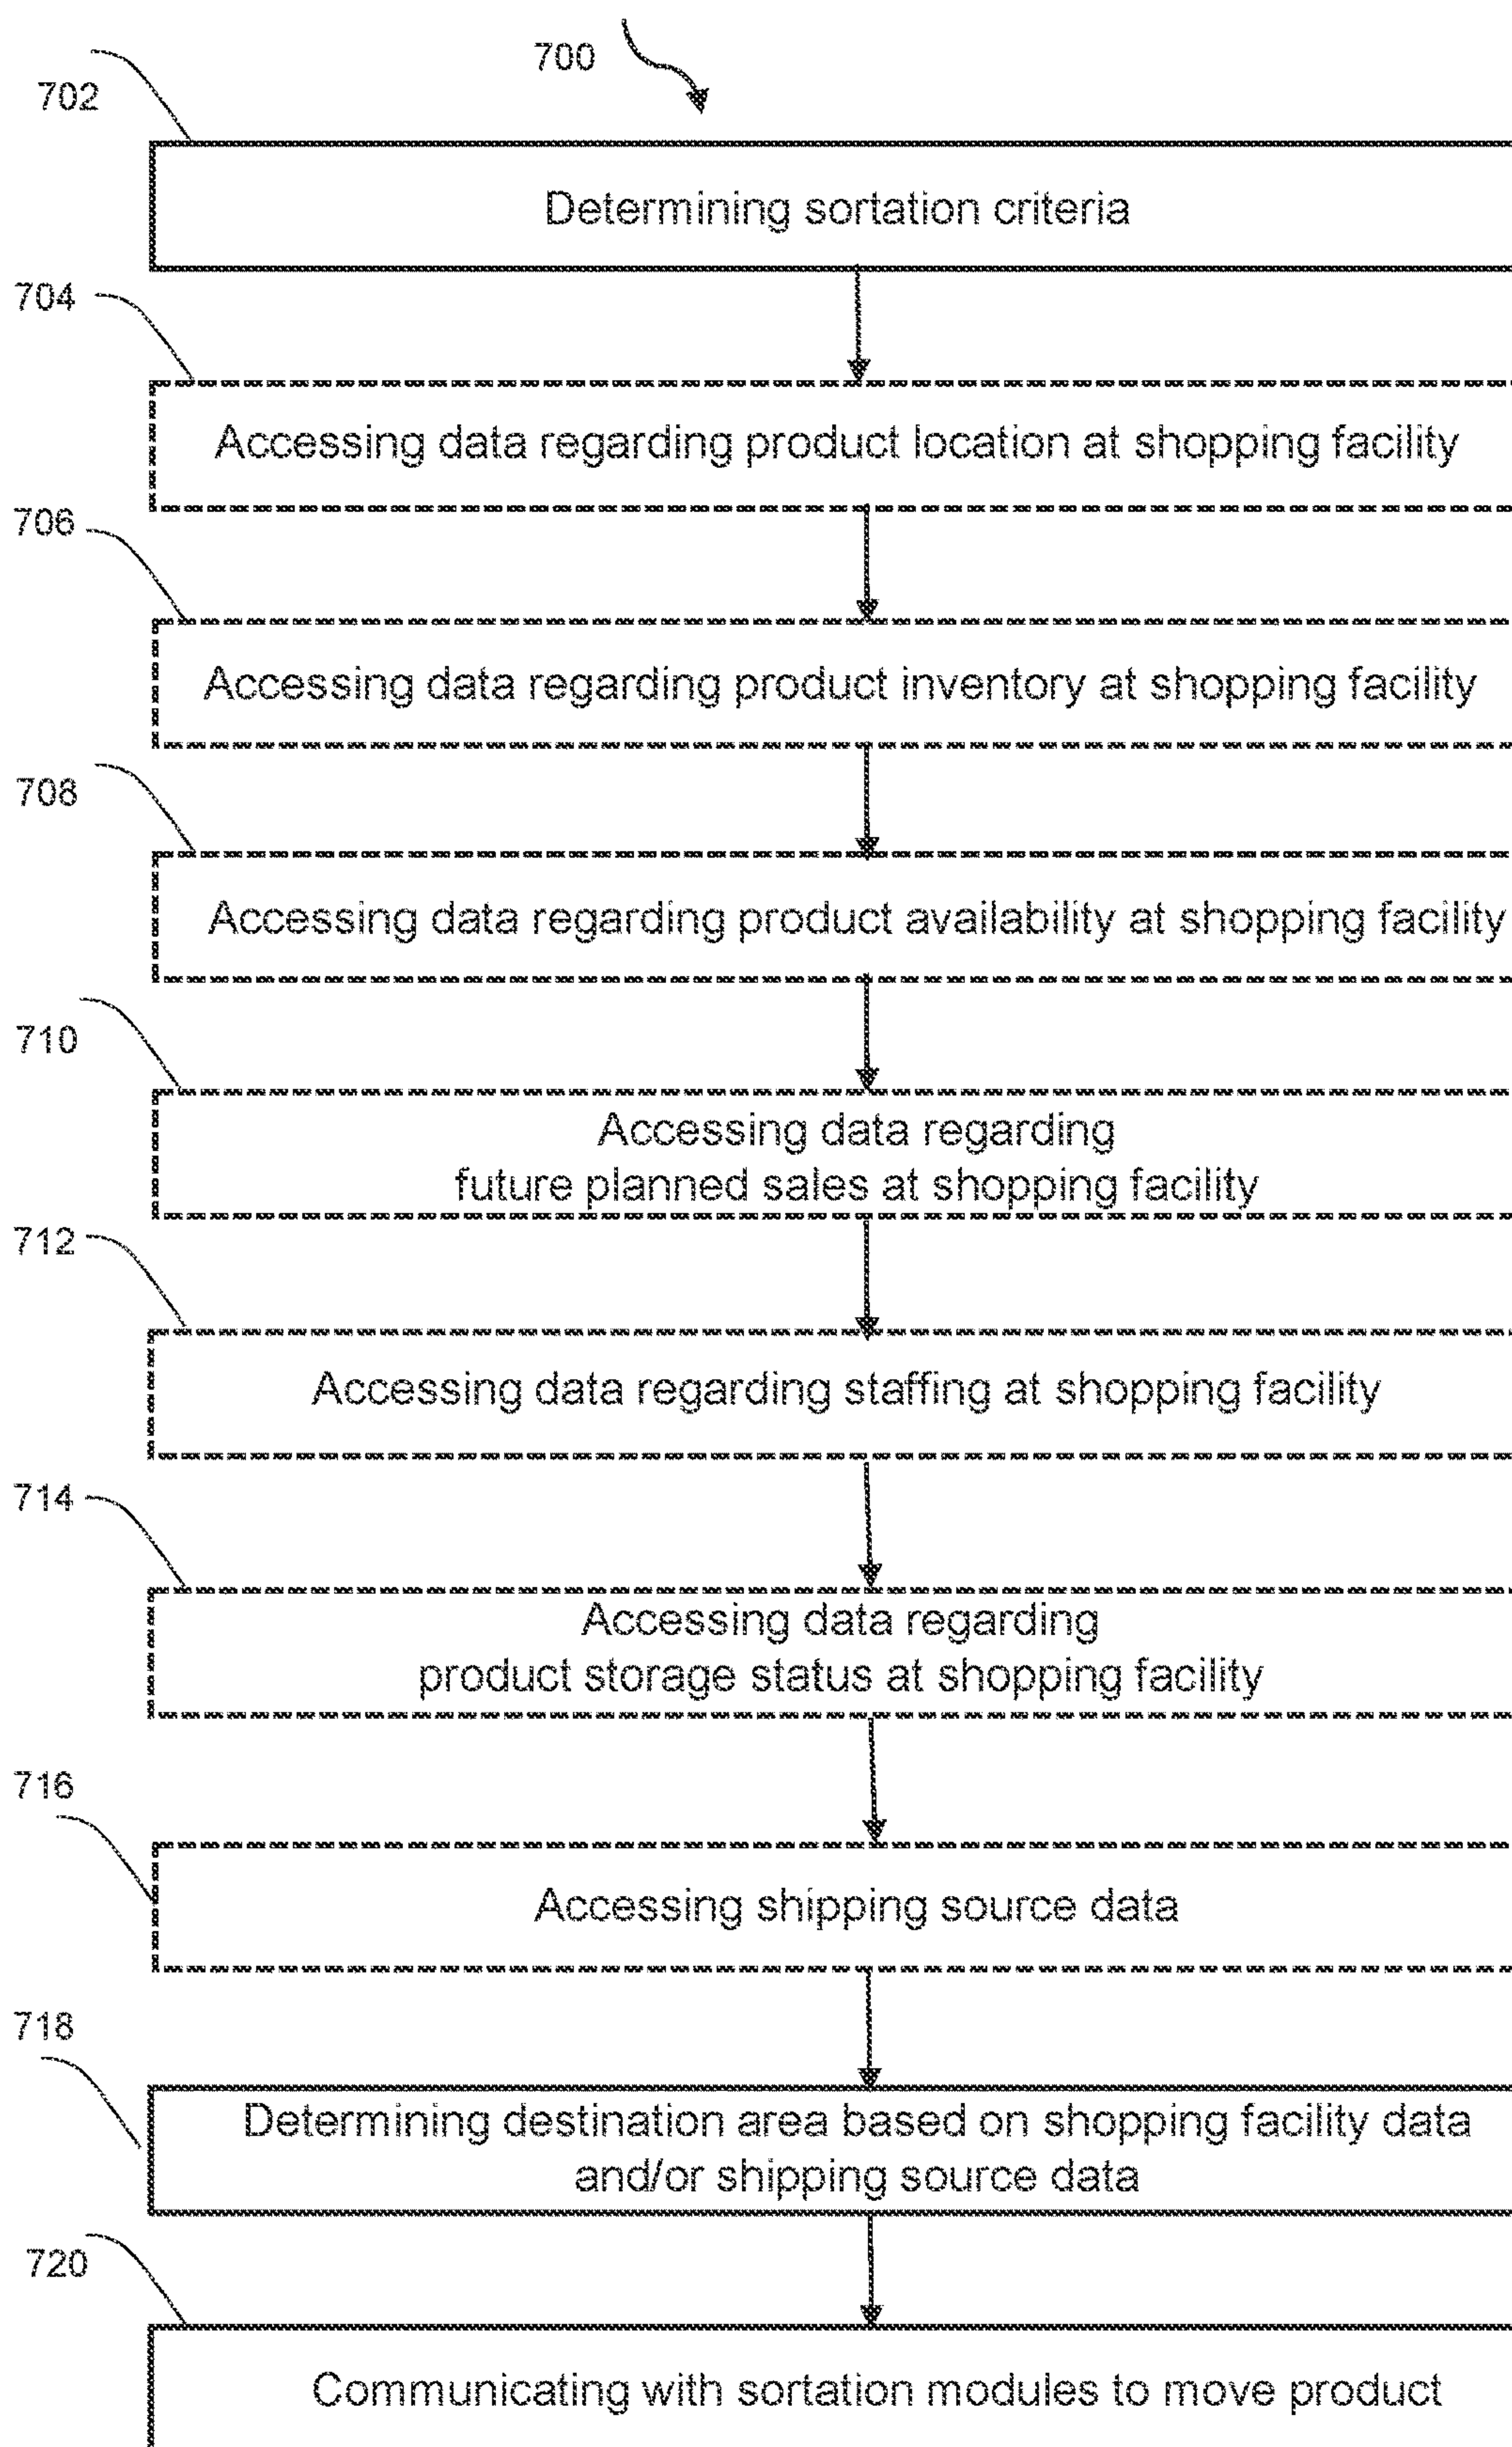 700
702
Determining sortation criteria
704
Accessing data regarding product location at shopping facility
706
Accessing data regarding product inventory at shopping facility
708
Accessing data regarding product availability at shopping facility
710
Accessing data regarding
future planned sales at shopping facility
712
Accessing data regarding staffing at shopping facility
714
Accessing data regarding
product storage status at shopping facility
716
Accessing shipping source data
718
Determining destination area based on shopping facility data
and/or shipping source data
720
Communicating with sortation modules to move product